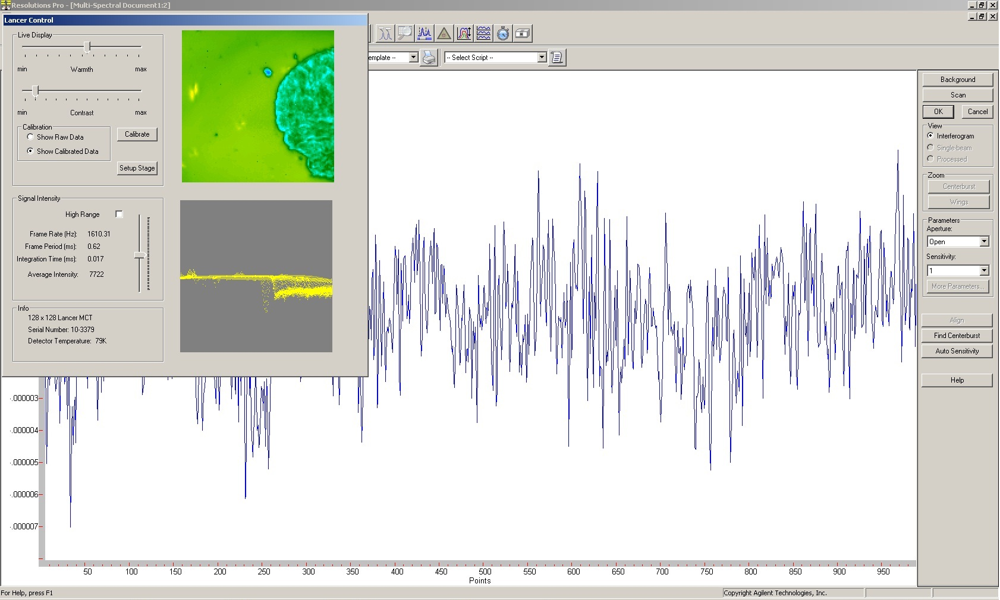 Resolutions Pro - [Multi-Spectral Document1:2]
Lancer Control
Live Display
min Warmth max
min Contrast max
Calibration
Show Raw Data
Show Calibrated Data
Calibrate
Setup Stage
Signal Intensity
High Range
Frame Rate (Hz): 1610.31
Frame Period (ms): 0.62
Integration Time (ms): 0.017
Average Intensity: 7722
Info
128 x 128 Lancer MCT
Serial Number: 10-3379
Detector Temperature: 79K
emplate --
-- Select Script --
Background
Scan
OK Cancel
View
Interferogram
Single-beam
Processed
Zoom
Centerburst
Wings
Parameters
Aperture:
Open
Sensitivity:
1
More Parameters...
Align
Find Centerburst
Auto Sensitivity
Help
-.000003
-.000004
-.000005
-.000006
-.000007
50 100 150 200 250 300 350 400 450 500 550 600 650 700 750 800 850 900 950
Points
For Help, press F1
Copyright Agilent Technologies, Inc.